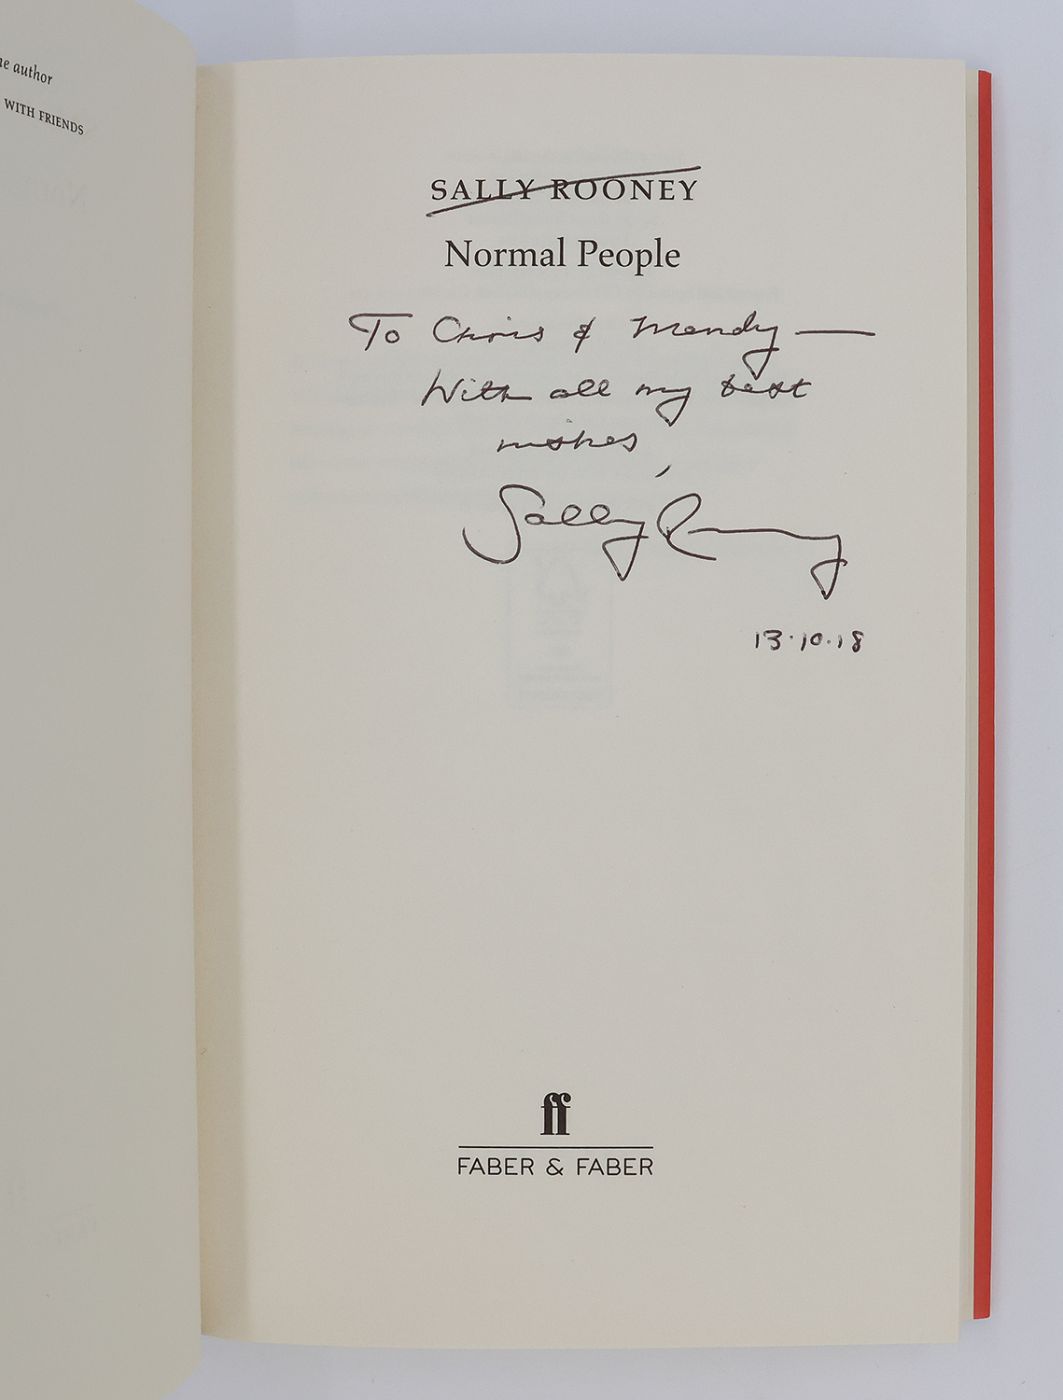 he author
WITH FRIENDS
SALLY ROONEY
Normal People
To Chris & Mandy —
With all my best
wishes,
Sally Rooney
13.10.18
ff
FABER & FABER